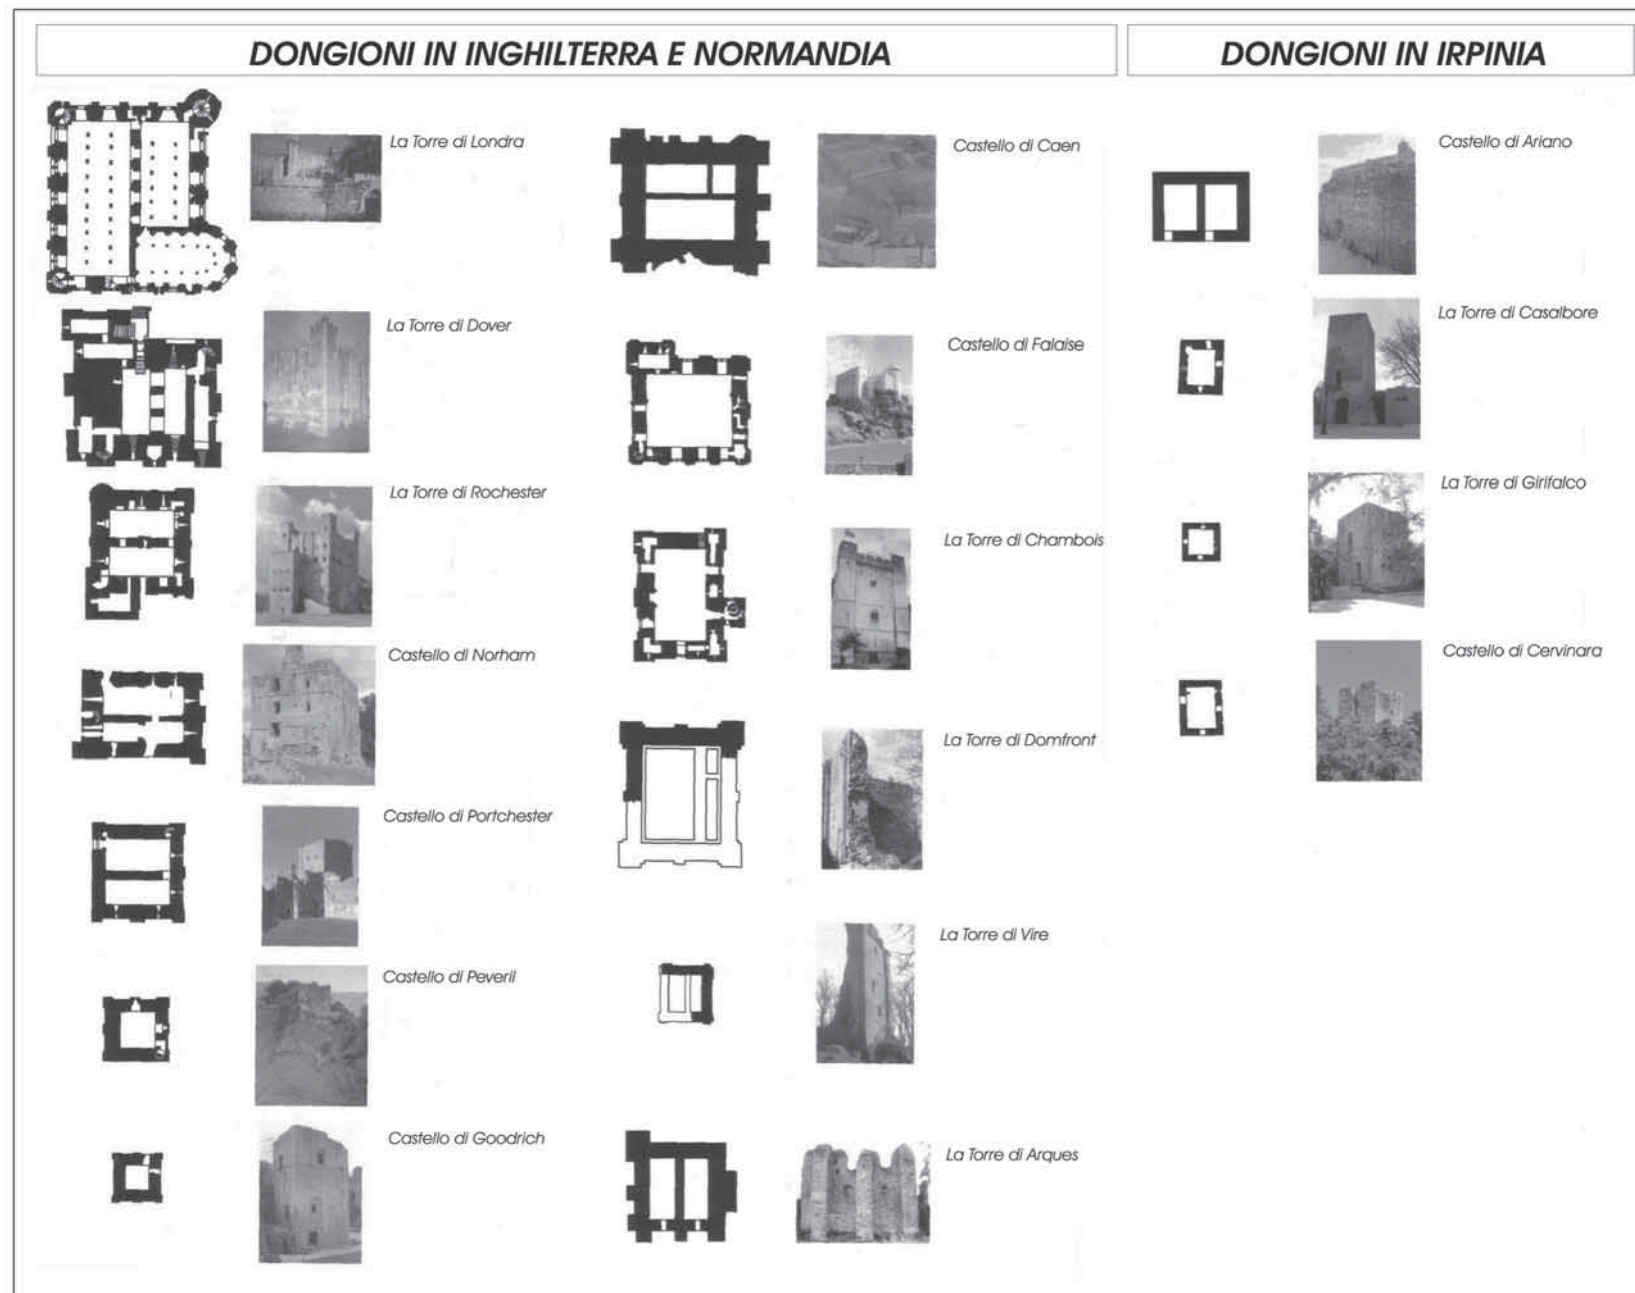 DONGIONI IN INGHILTERRA E NORMANDIA
La Torre di Londra
La Torre di Dover
La Torre di Rochester
Castello di Norham
Castello di Portchester
Castello di Peveril
Castello di Goodrich
Castello di Caen
Castello di Falaise
La Torre di Chambois
La Torre di Domfront
La Torre di Vire
La Torre di Arques
DONGIONI IN IRPINIA
Castello di Ariano
La Torre di Casalbore
La Torre di Girifalco
Castello di Cervinara